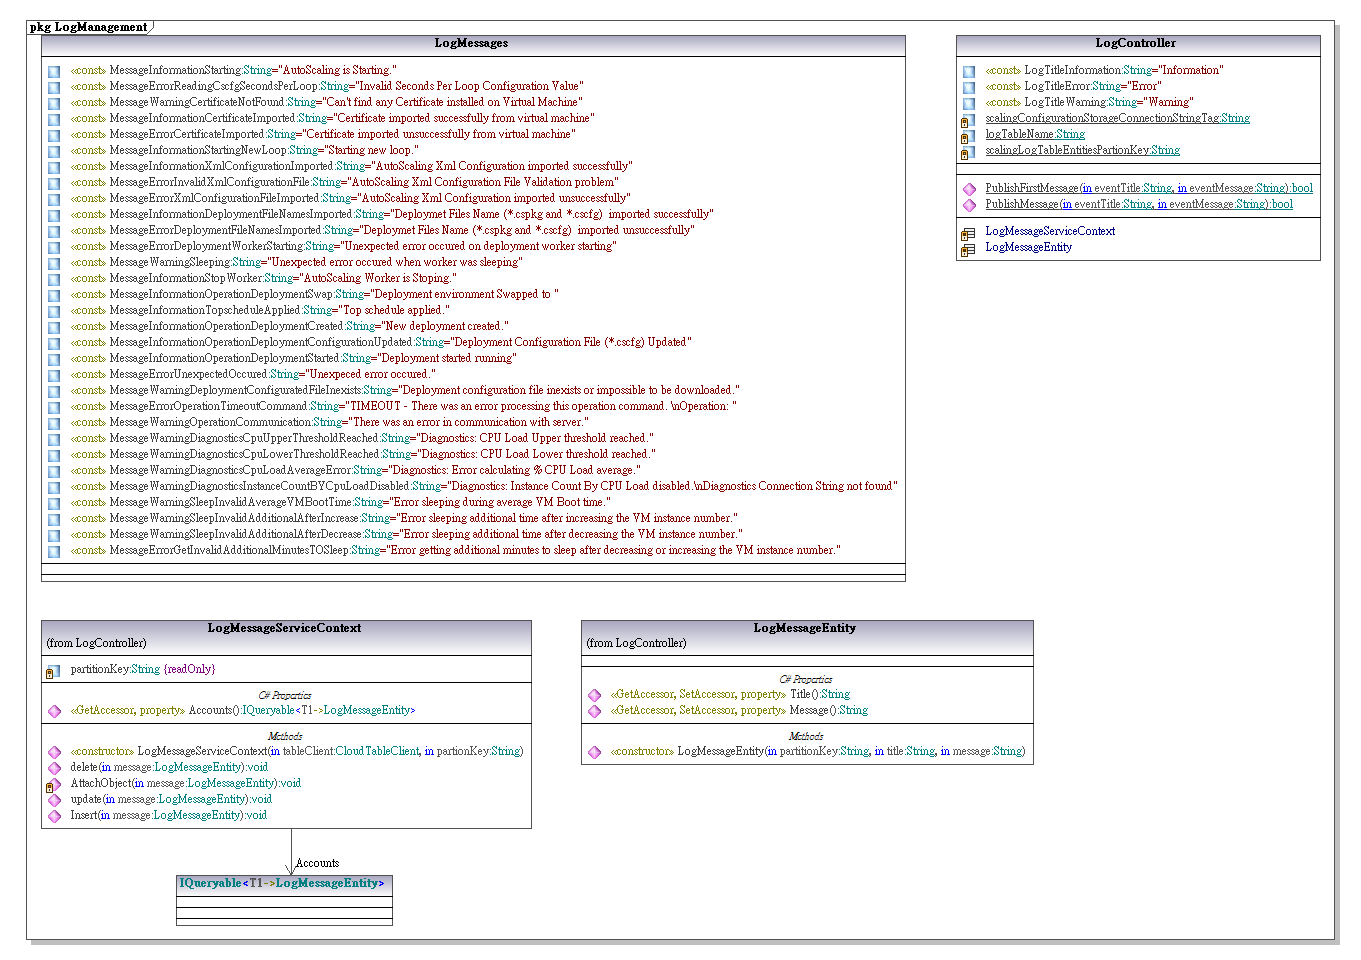 pkg LogManagement
LogMessages
«const» MessageInformationStarting:String="AutoScaling is Starting."
«const» MessageErrorReadingCscfgSecondsPerLoop:String="Invalid Seconds Per Loop Configuration Value"
«const» MessageWarningCertificateNotFound:String="Can't find any Certificate installed on Virtual Machine"
«const» MessageInformationCertificateImported:String="Certificate imported successfully from virtual machine"
«const» MessageErrorCertificateImported:String="Certificate imported unsuccessfully from virtual machine"
«const» MessageInformationStartingNewLoop:String="Starting new loop."
«const» MessageInformationXmlConfigurationImported:String="AutoScaling Xml Configuration imported successfully"
«const» MessageErrorInvalidXmlConfigurationFile:String="AutoScaling Xml Configuration File Validation problem"
«const» MessageErrorXmlConfigurationFileImported:String="AutoScaling Xml Configuration imported unsuccessfully"
«const» MessageInformationDeploymentFileNamesImported:String="Deploymet Files Name (*.cspkg and *.cscfg)  imported successfully"
«const» MessageErrorDeploymentFileNamesImported:String="Deploymet Files Name (*.cspkg and *.cscfg)  imported unsuccessfully"
«const» MessageErrorDeploymentWorkerStarting:String="Unexpected error occured on deployment worker starting"
«const» MessageWarningSleeping:String="Unexpected error occured when worker was sleeping"
«const» MessageInformationStopWorker:String="AutoScaling Worker is Stoping."
«const» MessageInformationOperationDeploymentSwap:String="Deployment environment Swapped to "
«const» MessageInformationTopscheduleApplied:String="Top schedule applied."
«const» MessageInformationOperationDeploymentCreated:String="New deployment created."
«const» MessageInformationOperationDeploymentConfigurationUpdated:String="Deployment Configuration File (*.cscfg) Updated"
«const» MessageInformationOperationDeploymentStarted:String="Deployment started running"
«const» MessageErrorUnexpectedOccured:String="Unexpeced error occured."
«const» MessageWarningDeploymentConfiguratedFileInexists:String="Deployment configuration file inexists or impossible to be downloaded."
«const» MessageErrorOperationTimeoutCommand:String="TIMEOUT - There was an error processing this operation command. \nOperation: "
«const» MessageWarningOperationCommunication:String="There was an error in communication with server."
«const» MessageWarningDiagnosticsCpuUpperThresholdReached:String="Diagnostics: CPU Load Upper threshold reached."
«const» MessageWarningDiagnosticsCpuLowerThresholdReached:String="Diagnostics: CPU Load Lower threshold reached."
«const» MessageWarningDiagnosticsCpuLoadAverageError:String="Diagnostics: Error calculating % CPU Load average."
«const» MessageWarningDiagnosticsInstanceCountBYCpuLoadDisabled:String="Diagnostics: Instance Count By CPU Load disabled.\nDiagnostics Connection String not found"
«const» MessageWarningSleepInvalidAverageVMBootTime:String="Error sleeping during average VM Boot time."
«const» MessageWarningSleepInvalidAdditionalAfterIncrease:String="Error sleeping additional time after increasing the VM instance number."
«const» MessageWarningSleepInvalidAdditionalAfterDecrease:String="Error sleeping additional time after decreasing the VM instance number."
«const» MessageErrorGetInvalidAdditionalMinutesTOSleep:String="Error getting additional minutes to sleep after decreasing or increasing the VM instance number."
LogController
«const» LogTitleInformation:String="Information"
«const» LogTitleError:String="Error"
«const» LogTitleWarning:String="Warning"
scalingConfigurationStorageConnectionStringTag:String
logTableName:String
scalingLogTableEntitiesPartionKey:String
PublishFirstMessage(in eventTitle:String, in eventMessage:String):bool
PublishMessage(in eventTitle:String, in eventMessage:String):bool
LogMessageServiceContext
LogMessageEntity
LogMessageServiceContext
(from LogController)
partitionKey:String {readOnly}
C# Properties
«GetAccessor, property» Accounts():IQueryable<T1->LogMessageEntity>
Methods
«constructor» LogMessageServiceContext(in tableClient:CloudTableClient, in partionKey:String)
delete(in message:LogMessageEntity):void
AttachObject(in message:LogMessageEntity):void
update(in message:LogMessageEntity):void
Insert(in message:LogMessageEntity):void
LogMessageEntity
(from LogController)
C# Properties
«GetAccessor, SetAccessor, property» Title():String
«GetAccessor, SetAccessor, property» Message():String
Methods
«constructor» LogMessageEntity(in partitionKey:String, in title:String, in message:String)
Accounts
IQueryable<T1->LogMessageEntity>